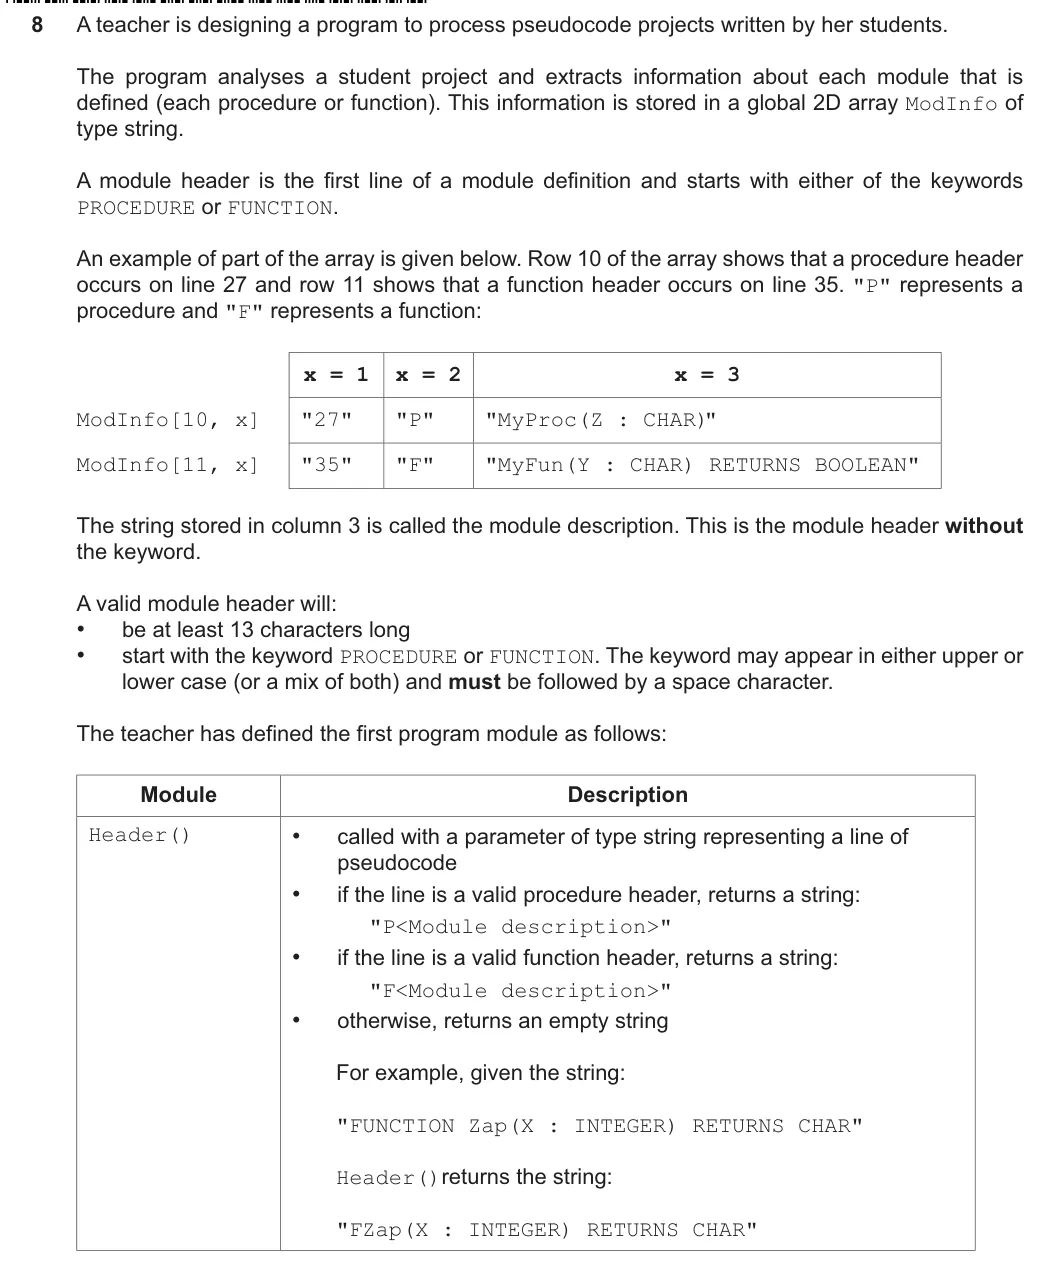 8 A teacher is designing a program to process pseudocode projects written by her students.
The program analyses a student project and extracts information about each module that is
defined (each procedure or function). This information is stored in a global 2D array ModInfo of
type string.
A module header is the first line of a module definition and starts with either of the keywords
PROCEDURE or FUNCTION.
An example of part of the array is given below. Row 10 of the array shows that a procedure header
occurs on line 27 and row 11 shows that a function header occurs on line 35. "P" represents a
procedure and "F" represents a function:
x = 1 x = 2 x = 3
ModInfo[10, x] "27" "P" "MyProc(Z : CHAR)"
ModInfo[11, x] "35" "F" "MyFun(Y : CHAR) RETURNS BOOLEAN"
The string stored in column 3 is called the module description. This is the module header without
the keyword.
A valid module header will:
• be at least 13 characters long
• start with the keyword PROCEDURE or FUNCTION. The keyword may appear in either upper or
lower case (or a mix of both) and must be followed by a space character.
The teacher has defined the first program module as follows:
Module Description
Header() • called with a parameter of type string representing a line of
pseudocode
• if the line is a valid procedure header, returns a string:
"P<Module description>"
• if the line is a valid function header, returns a string:
"F<Module description>"
• otherwise, returns an empty string
For example, given the string:
"FUNCTION Zap(X : INTEGER) RETURNS CHAR"
Header() returns the string:
"FZap(X : INTEGER) RETURNS CHAR"